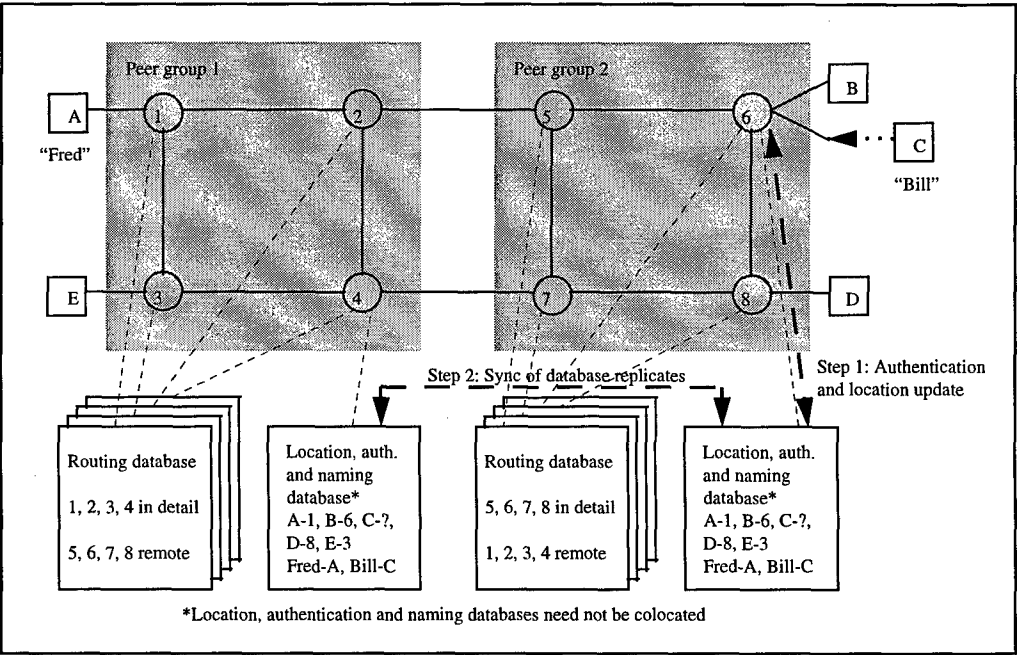 Peer group 1
Peer group 2
A
1
2
5
6
B
C
"Fred"
"Bill"
E
3
4
7
8
D
Step 1: Authentication
and location update
Step 2: Sync of database replicates
Routing database
1, 2, 3, 4 in detail
5, 6, 7, 8 remote
Location, auth.
and naming
database*
A-1, B-6, C-?,
D-8, E-3
Fred-A, Bill-C
Routing database
5, 6, 7, 8 in detail
1, 2, 3, 4 remote
Location, auth.
and naming
database*
A-1, B-6, C-?,
D-8, E-3
Fred-A, Bill-C
*Location, authentication and naming databases need not be colocated